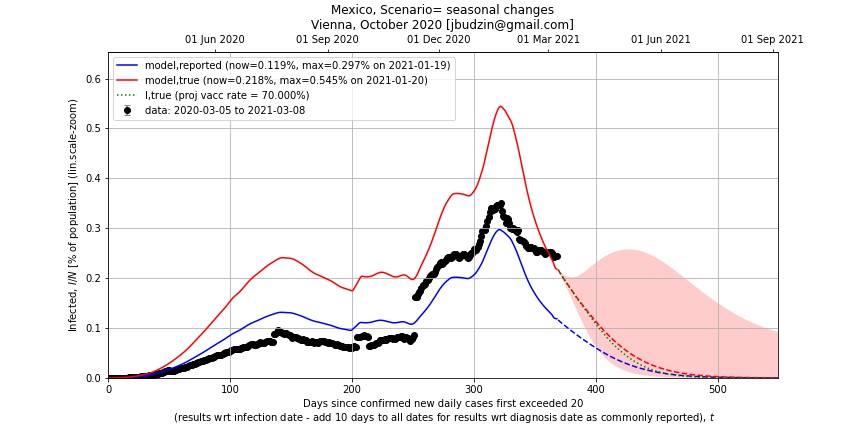 Mexico, Scenario= seasonal changes
Vienna, October 2020 [jbudzin@gmail.com]
01 Jun 2020 01 Sep 2020 01 Dec 2020 01 Mar 2021 01 Jun 2021 01 Sep 2021
model,reported (now=0.119%, max=0.297% on 2021-01-19)
model,true (now=0.218%, max=0.545% on 2021-01-20)
I,true (proj vacc rate = 70.000%)
data: 2020-03-05 to 2021-03-08
Infected, I/N [% of population] (lin.scale-zoom)
0.6
0.5
0.4
0.3
0.2
0.1
0.0
0 100 200 300 400 500
Days since confirmed new daily cases first exceeded 20
(results wrt infection date - add 10 days to all dates for results wrt diagnosis date as commonly reported), t